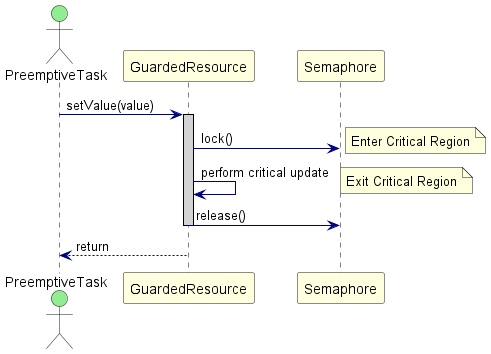 PreemptiveTask
GuardedResource
Semaphore
setValue(value)
lock()
Enter Critical Region
perform critical update
Exit Critical Region
release()
return
PreemptiveTask
GuardedResource
Semaphore